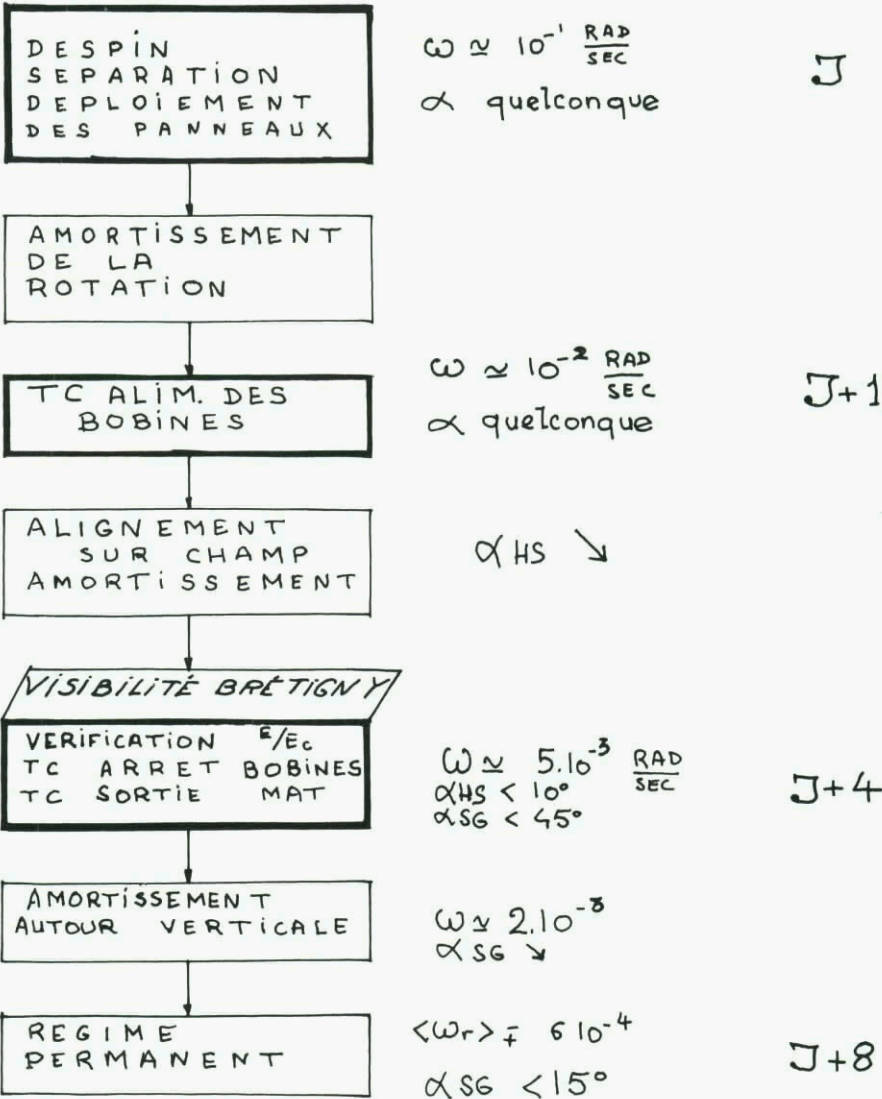 DESPIN
SEPARATION
DEPLOIEMENT
DES PANNEAUX
ω ≃ 10⁻¹ RAD/SEC
α quelconque
J
AMORTISSEMENT
DE LA
ROTATION
TC ALIM. DES
BOBINES
ω ≃ 10⁻² RAD/SEC
α quelconque
J+1
ALIGNEMENT
SUR CHAMP
AMORTISSEMENT
α HS ↘
VISIBILITÉ BRÉTIGNY
VERIFICATION E/Ec
TC ARRET BOBINES
TC SORTIE MAT
ω ≃ 5.10⁻³ RAD/SEC
αHS < 10°
αSG < 45°
J+4
AMORTISSEMENT
AUTOUR VERTICALE
ω ≃ 2.10⁻³
α SG ↘
REGIME
PERMANENT
<ωr> ∓ 6 10⁻⁴
α SG < 15°
J+8